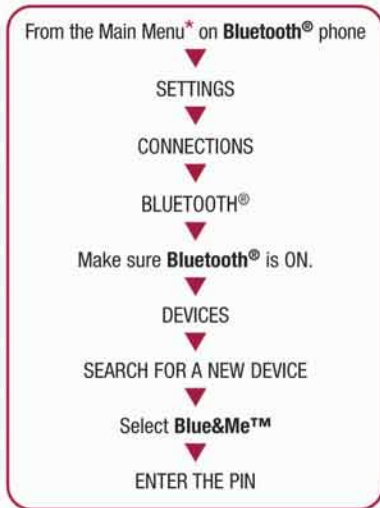 From the Main Menu* on Bluetooth® phone
SETTINGS
CONNECTIONS
BLUETOOTH®
Make sure Bluetooth® is ON.
DEVICES
SEARCH FOR A NEW DEVICE
Select Blue&Me™
ENTER THE PIN